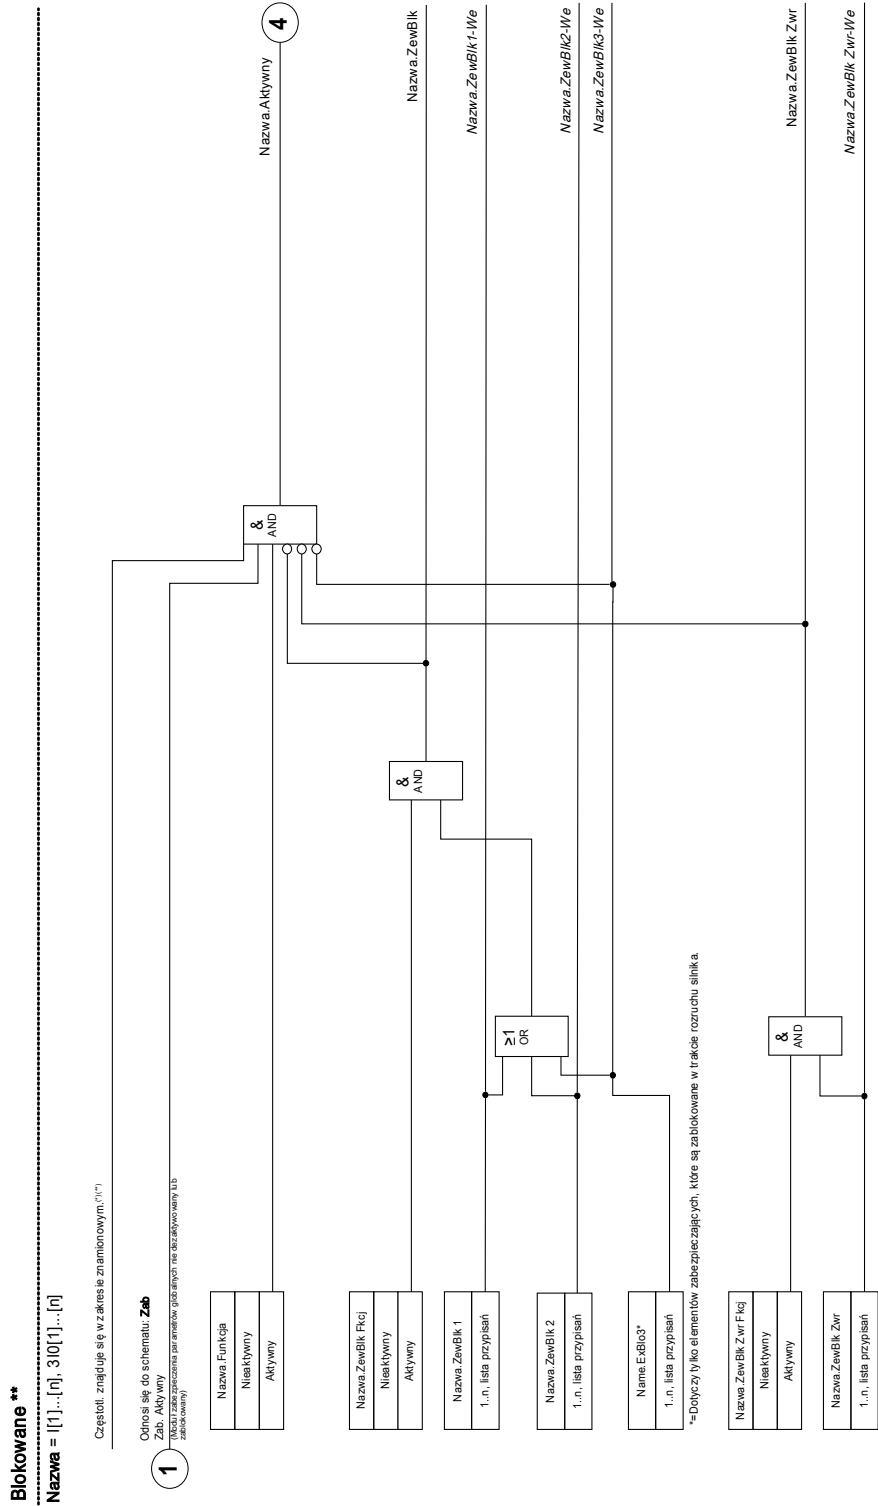 Blokowane **
Nazwa = I[1]...[n], 3I0[1]...[n]
Częstotl. znajduje się w zakresie znamionowym.(*)(**)
1
Odnosi się do schematu: Zab
Zab. Aktywny
(Moduł zabezpieczenia parametrów globalnych nie dezaktywowany lub
zablokowany)
Nazwa.Funkcja
Nieaktywny
Aktywny
&
AND
Nazwa.Aktywny
4
Nazwa.ZewBlk Fkcj
Nieaktywny
Aktywny
&
AND
Nazwa.ZewBlk
Nazwa.ZewBlk 1
1..n, lista przypisań
Nazwa.ZewBlk1-We
≥1
OR
Nazwa.ZewBlk 2
1..n, lista przypisań
Nazwa.ZewBlk2-We
Nazwa.ZewBlk3-We
Name.ExBlo3*
1..n, lista przypisań
*=Dotyczy tylko elementów zabezpieczających, które są zablokowane w trakcie rozruchu silnika.
Nazwa.ZewBlk Zwr Fkcj
Nieaktywny
Aktywny
&
AND
Nazwa.ZewBlk Zwr
Nazwa.ZewBlk Zwr
1..n, lista przypisań
Nazwa.ZewBlk Zwr-We